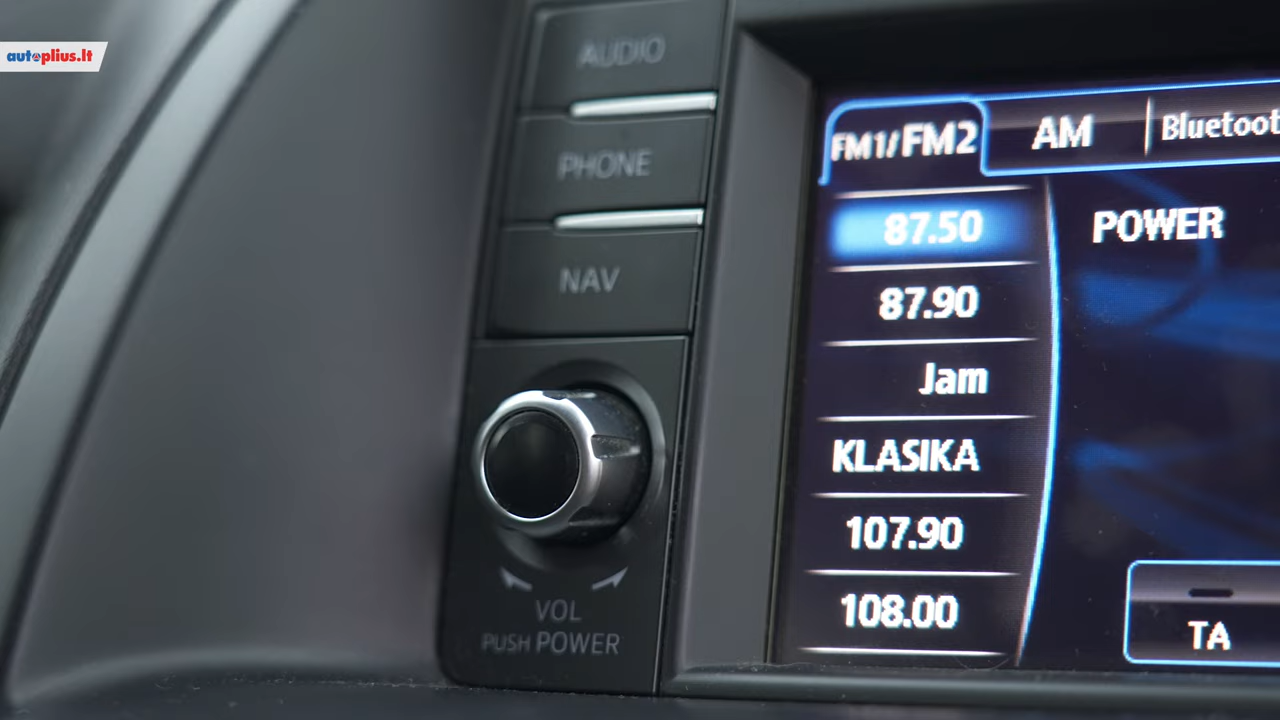 autoplius.lt
AUDIO
PHONE
NAV
VOL
PUSH POWER
FM1/FM2 AM Bluetoot
87.50
POWER
87.90
Jam
KLASIKA
107.90
108.00
TA